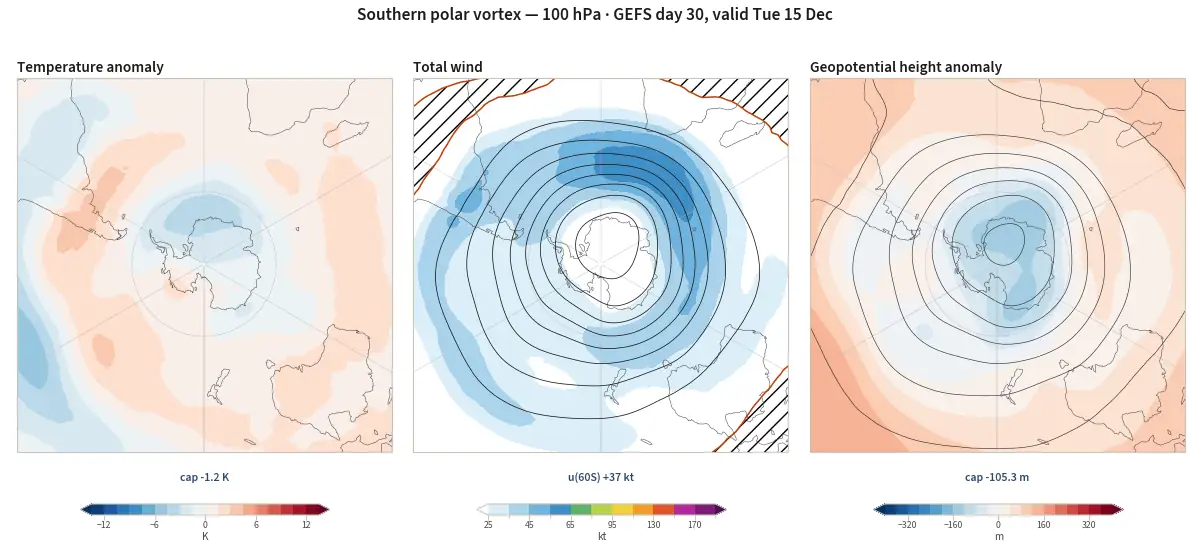 Southern polar vortex — 100 hPa · GEFS day 30, valid Tue 15 Dec
Temperature anomaly
Total wind
Geopotential height anomaly
cap -1.2 K
u(60S) +37 kt
cap -105.3 m
−12 −6 0 6 12
K
25 45 65 95 130 170
kt
−320 −160 0 160 320
m